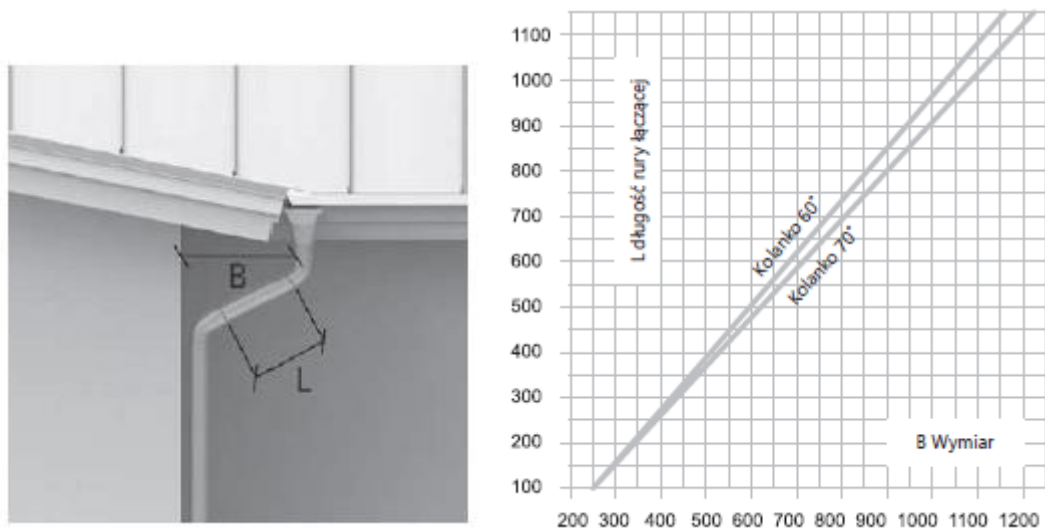 B
L
1100
1000
900
800
700
600
500
400
300
200
100
L długość rury łączącej
Kolanko 60°
Kolanko 70°
B Wymiar
200 300 400 500 600 700 800 900 1000 1100 1200